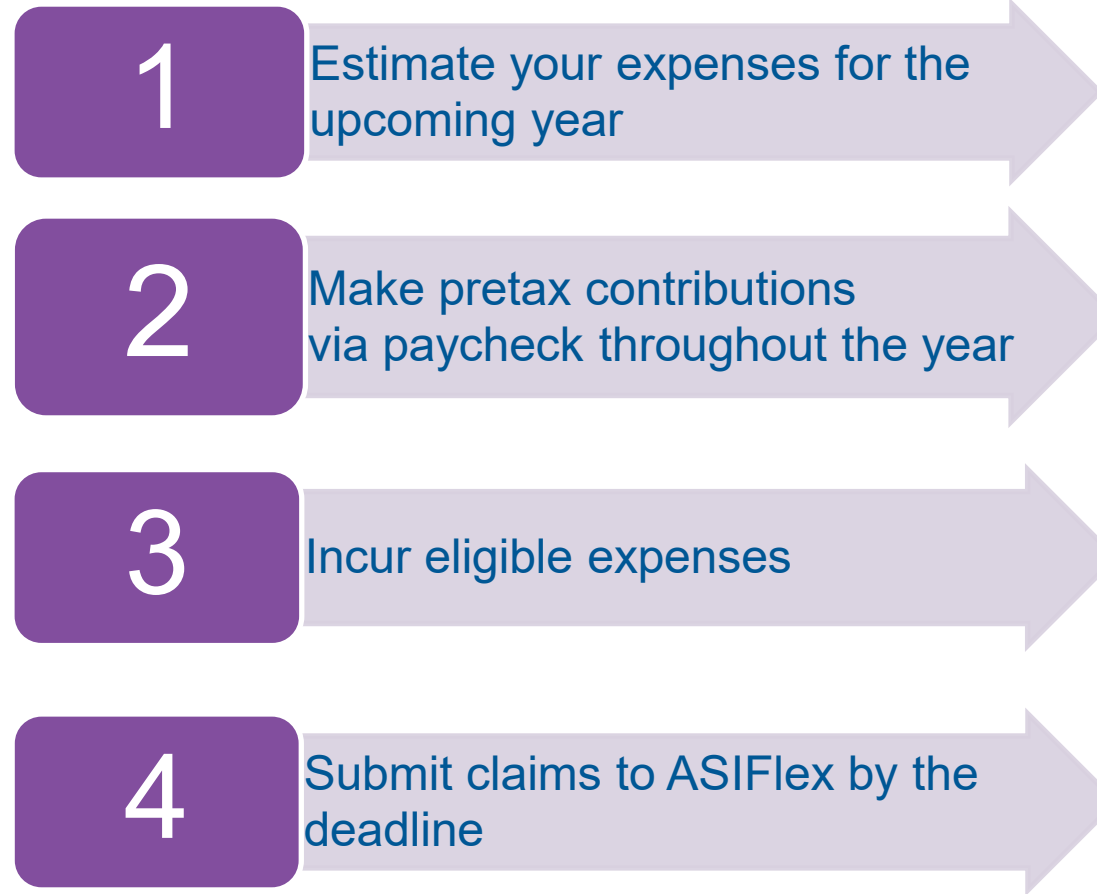 1
Estimate your expenses for the
upcoming year
2
Make pretax contributions
via paycheck throughout the year
3
Incur eligible expenses
4
Submit claims to ASIFlex by the
deadline